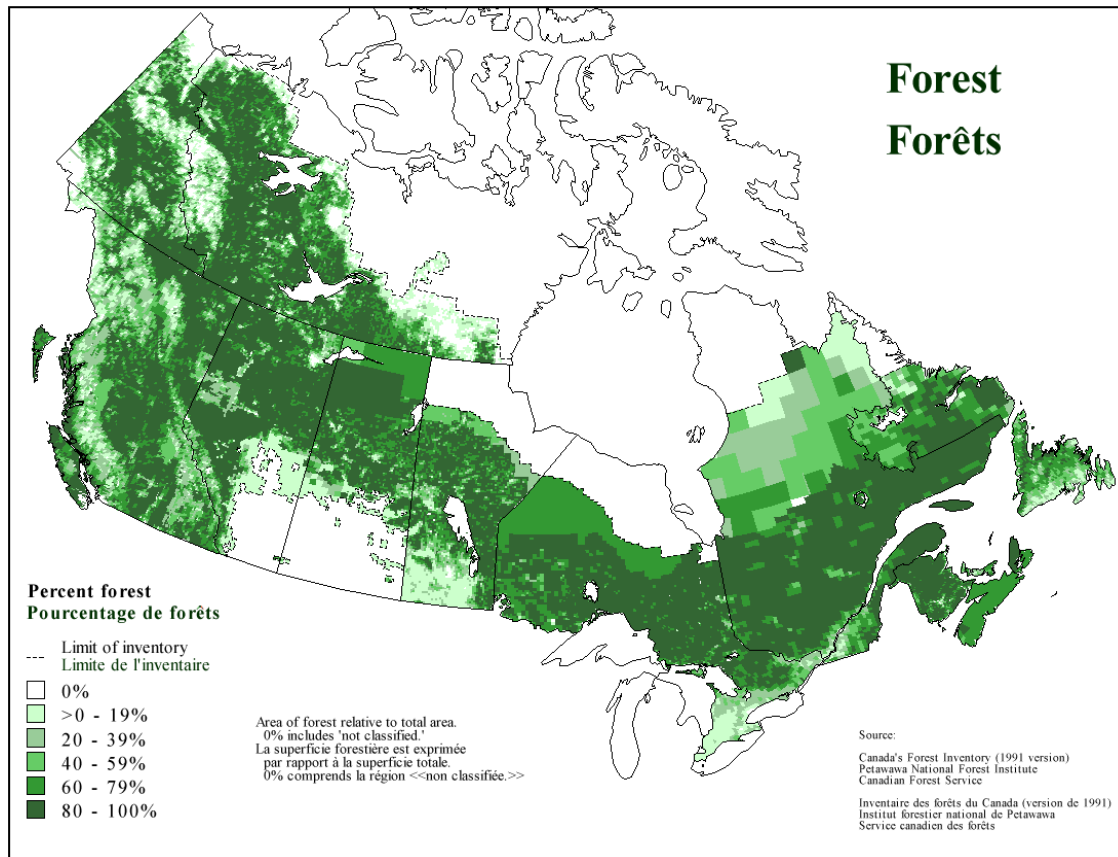 Forest
Forêts
Percent forest
Pourcentage de forêts
Limit of inventory
Limite de l'inventaire
0%
>0 - 19%
20 - 39%
40 - 59%
60 - 79%
80 - 100%
Area of forest relative to total area.
0% includes 'not classified.'
La superficie forestière est exprimée
par rapport à la superficie totale.
0% comprends la région <<non classifiée.>>
Source:
Canada's Forest Inventory (1991 version)
Petawawa National Forest Institute
Canadian Forest Service
Inventaire des forêts du Canada (version de 1991)
Institut forestier national de Petawawa
Service canadien des forêts